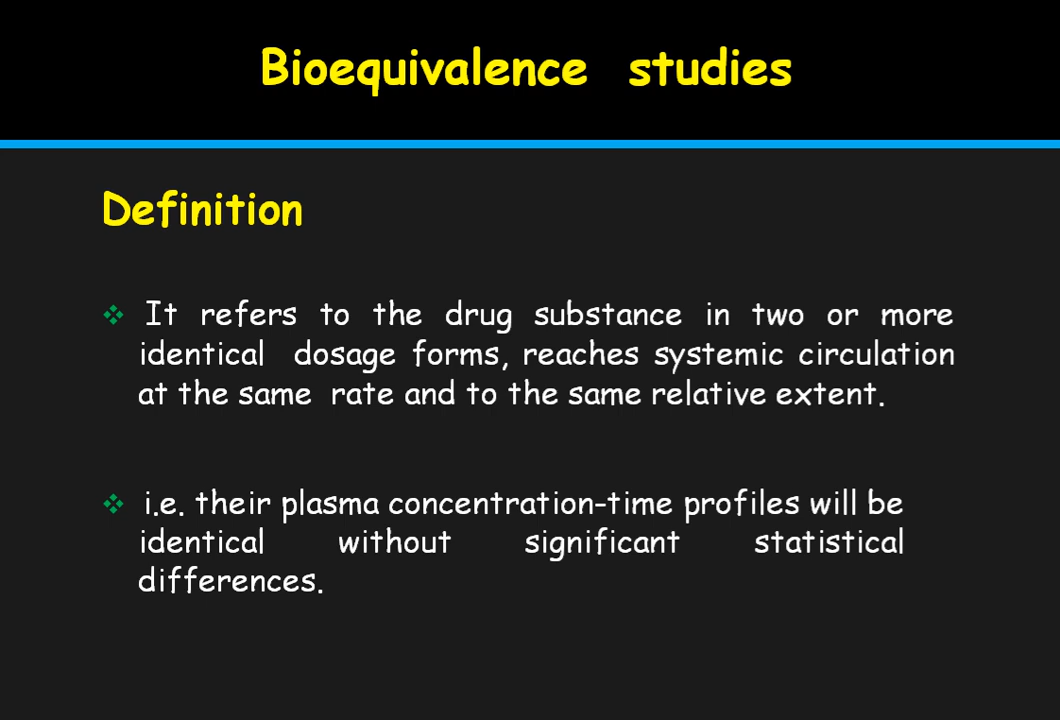 Bioequivalence studies
Definition
❖ It refers to the drug substance in two or more
identical dosage forms, reaches systemic circulation
at the same rate and to the same relative extent.
❖ i.e. their plasma concentration-time profiles will be
identical without significant statistical
differences.